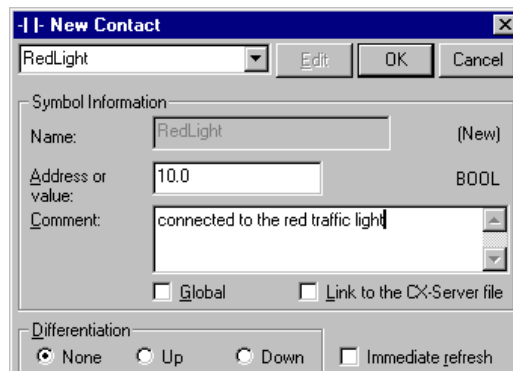 -| |- New Contact
RedLight Edit OK Cancel
Symbol Information
Name: RedLight (New)
Address or value: 10.0 BOOL
Comment: connected to the red traffic light
Global Link to the CX-Server file
Differentiation
None Up Down Immediate refresh